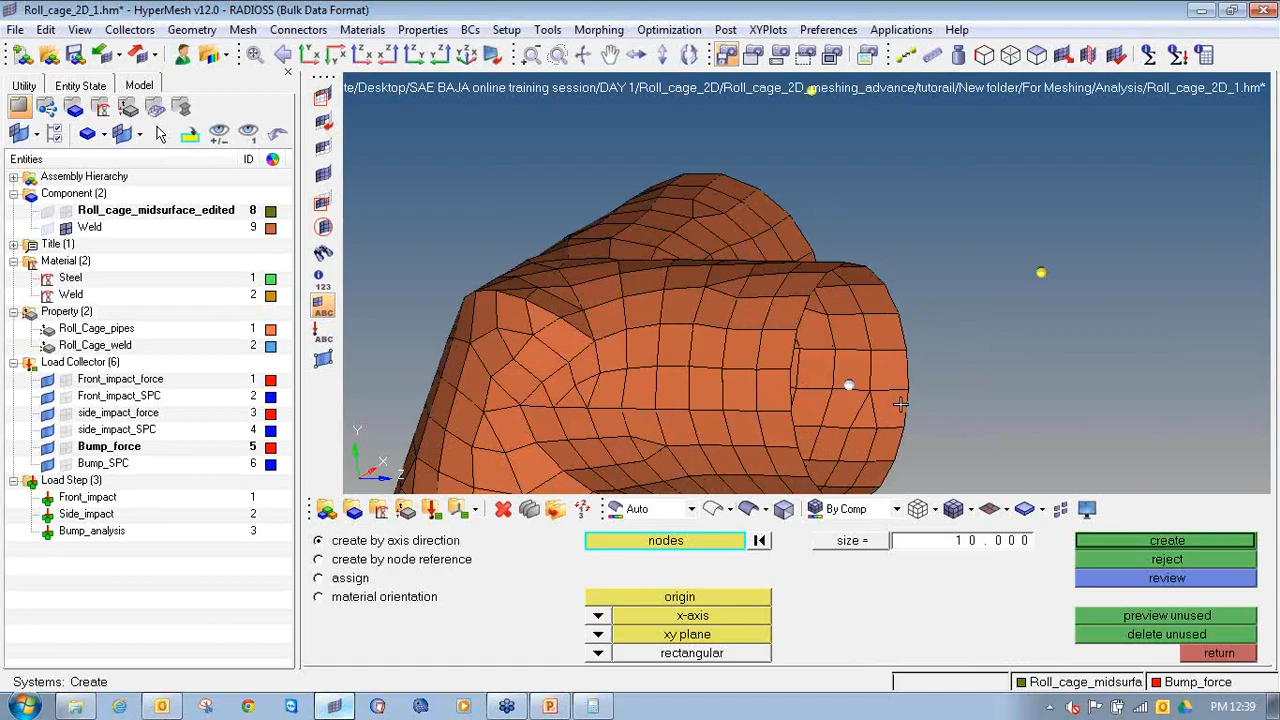 Roll_cage_2D_1.hm* - HyperMesh v12.0 - RADIOSS (Bulk Data Format)
File Edit View Collectors Geometry Mesh Connectors Materials Properties BCs Setup Tools Morphing Optimization Post XYPlots Preferences Applications Help
Utility Entity State Model
te/Desktop/SAE BAJA online training session/DAY 1/Roll_cage_2D/Roll_cage_2D_meshing_advance/tutorail/New folder/For Meshing/Analysis/Roll_cage_2D_1.hm*
Entities ID
Assembly Hierarchy
Component (2)
Roll_cage_midsurface_edited 8
Weld 9
Title (1)
Material (2)
Steel 1
Weld 2
Property (2)
Roll_Cage_pipes 1
Roll_Cage_weld 2
Load Collector (6)
Front_impact_force 1
Front_impact_SPC 2
side_impact_force 3
side_impact_SPC 4
Bump_force 5
Bump_SPC 6
Load Step (3)
Front_impact 1
Side_impact 2
Bump_analysis 3
123
ABC
ABC
Y
X
Z
Auto By Comp
create by axis direction nodes size = 10.000 create
create by node reference reject
assign review
material orientation origin
x-axis preview unused
xy plane delete unused
rectangular return
Systems: Create Roll_cage_midsurfa Bump_force
PM 12:39